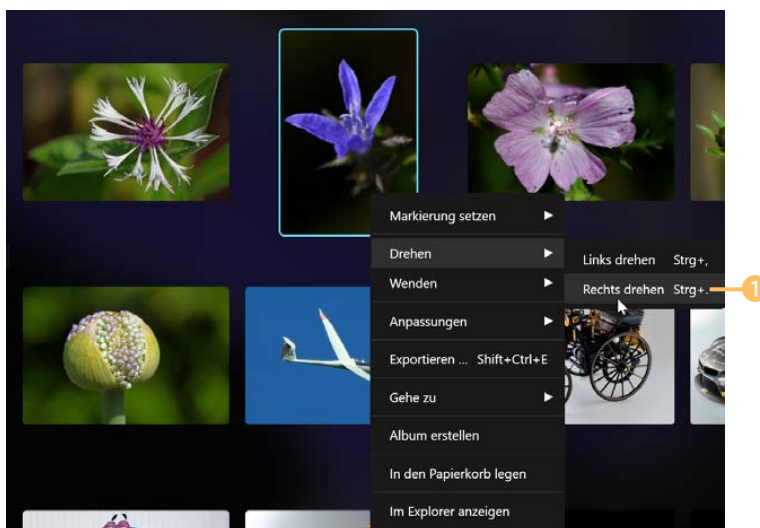 Markierung setzen
Drehen
Links drehen Strg+,
Wenden
Rechts drehen Strg+.
1
Anpassungen
Exportieren ... Shift+Ctrl+E
Gehe zu
Album erstellen
In den Papierkorb legen
Im Explorer anzeigen